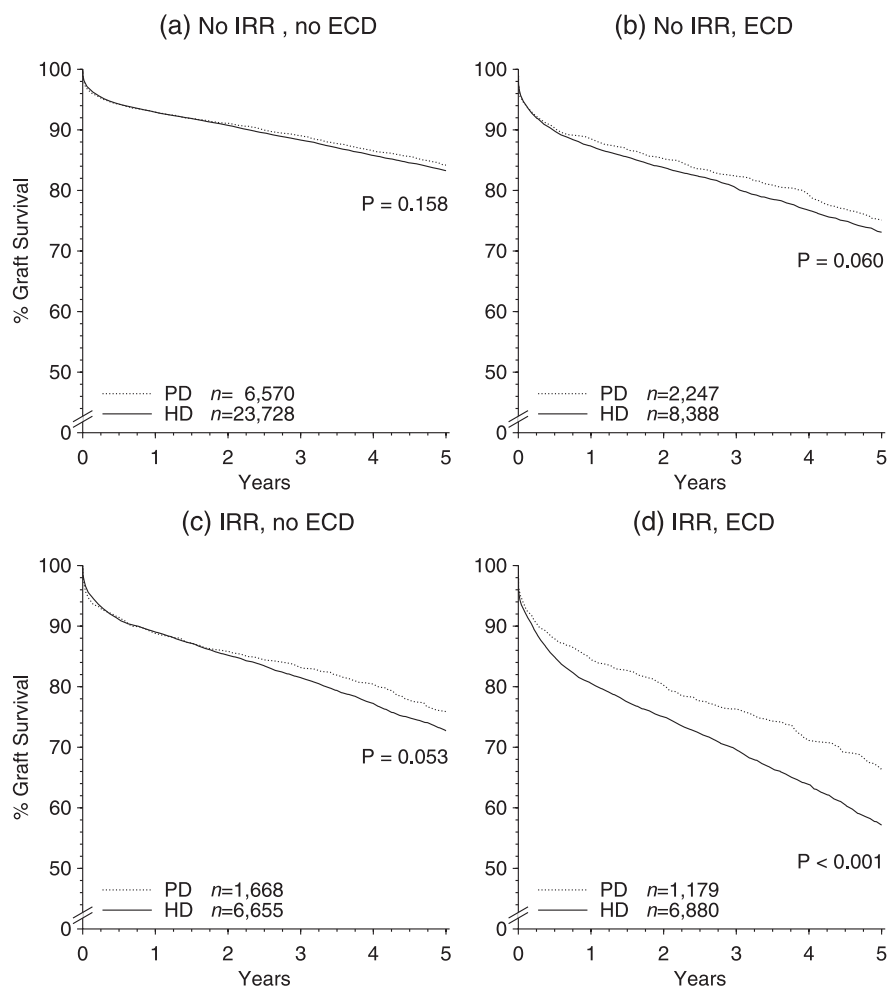 (a) No IRR , no ECD
100
90
80
70
60
50
0
% Graft Survival
P = 0.158
PD n= 6,570
HD n=23,728
0 1 2 3 4 5
Years
(b) No IRR, ECD
100
90
80
70
60
50
0
P = 0.060
PD n=2,247
HD n=8,388
0 1 2 3 4 5
Years
(c) IRR, no ECD
100
90
80
70
60
50
0
% Graft Survival
P = 0.053
PD n=1,668
HD n=6,655
0 1 2 3 4 5
Years
(d) IRR, ECD
100
90
80
70
60
50
0
P < 0.001
PD n=1,179
HD n=6,880
0 1 2 3 4 5
Years